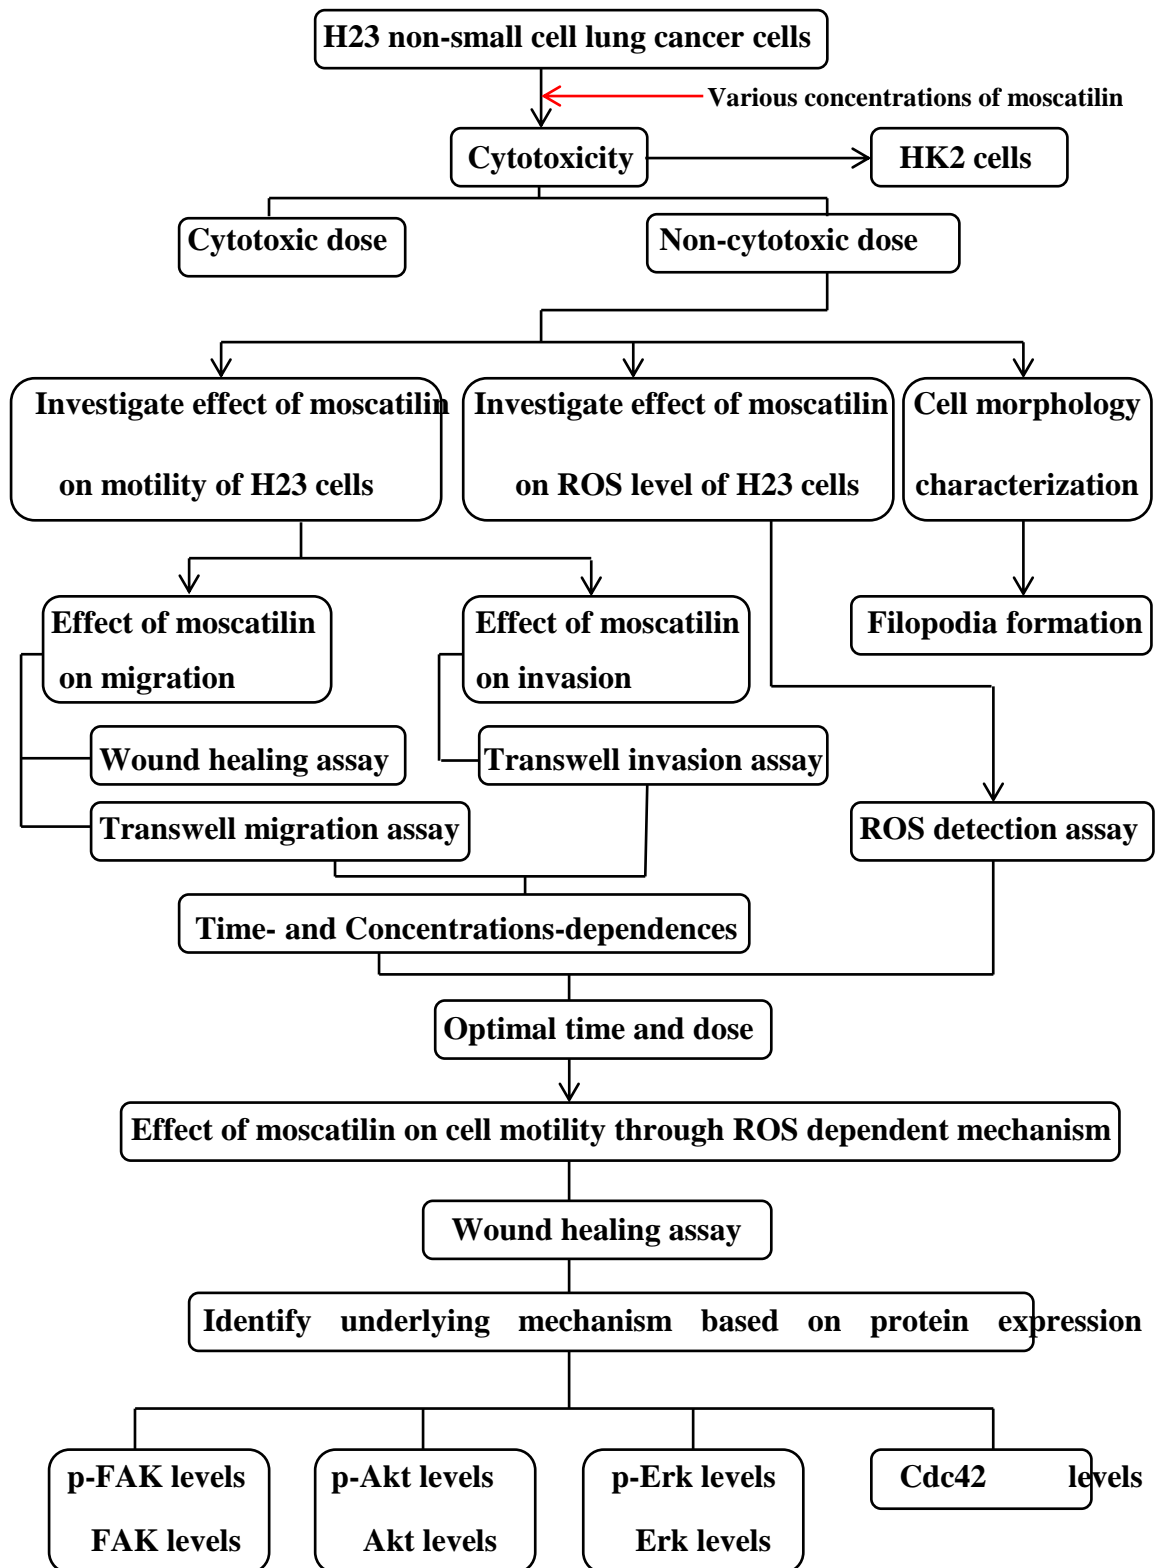 H23 non-small cell lung cancer cells
Various concentrations of moscatilin
Cytotoxicity
HK2 cells
Cytotoxic dose
Non-cytotoxic dose
Investigate effect of moscatilin
on motility of H23 cells
Investigate effect of moscatilin
on ROS level of H23 cells
Cell morphology
characterization
Effect of moscatilin
on migration
Effect of moscatilin
on invasion
Filopodia formation
Wound healing assay
Transwell invasion assay
Transwell migration assay
ROS detection assay
Time- and Concentrations-dependences
Optimal time and dose
Effect of moscatilin on cell motility through ROS dependent mechanism
Wound healing assay
Identify underlying mechanism based on protein expression
p-FAK levels
FAK levels
p-Akt levels
Akt levels
p-Erk levels
Erk levels
Cdc42 levels